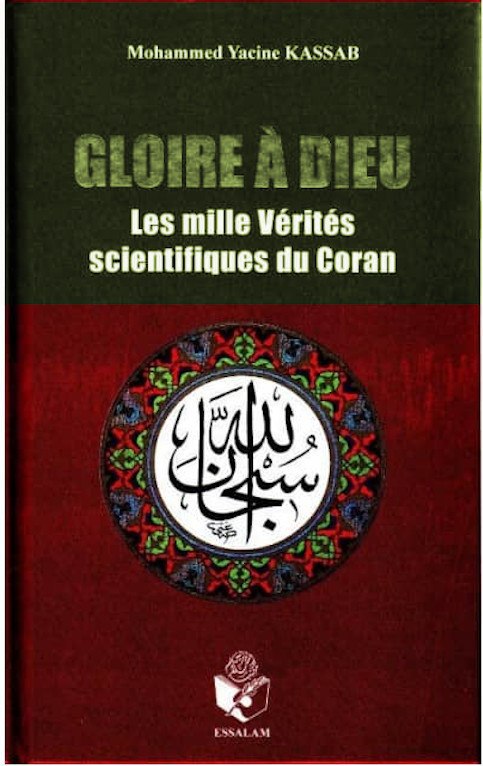 Mohammed Yacine KASSAB
GLOIRE À DIEU
Les mille Vérités
scientifiques du Coran
سبحان الله
ESSALAM